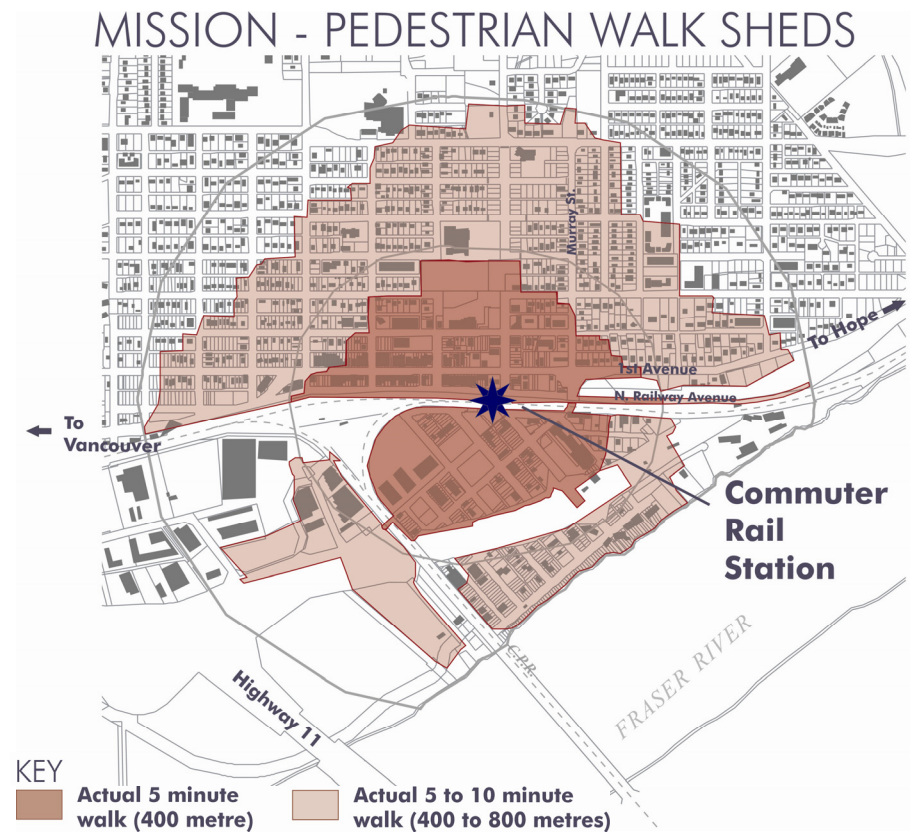 MISSION - PEDESTRIAN WALK SHEDS
Murray St.
To Hope
1st Avenue
N. Railway Avenue
To
Vancouver
Commuter
Rail
Station
C.P.R.
FRASER RIVER
Highway 11
KEY
Actual 5 minute
walk (400 metre)
Actual 5 to 10 minute
walk (400 to 800 metres)